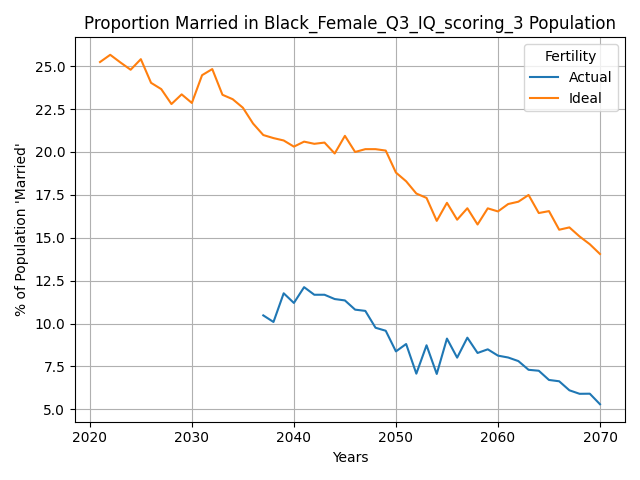 Proportion Married in Black_Female_Q3_IQ_scoring_3 Population
Fertility
Actual
Ideal
% of Population 'Married'
25.0
22.5
20.0
17.5
15.0
12.5
10.0
7.5
5.0
2020 2030 2040 2050 2060 2070
Years